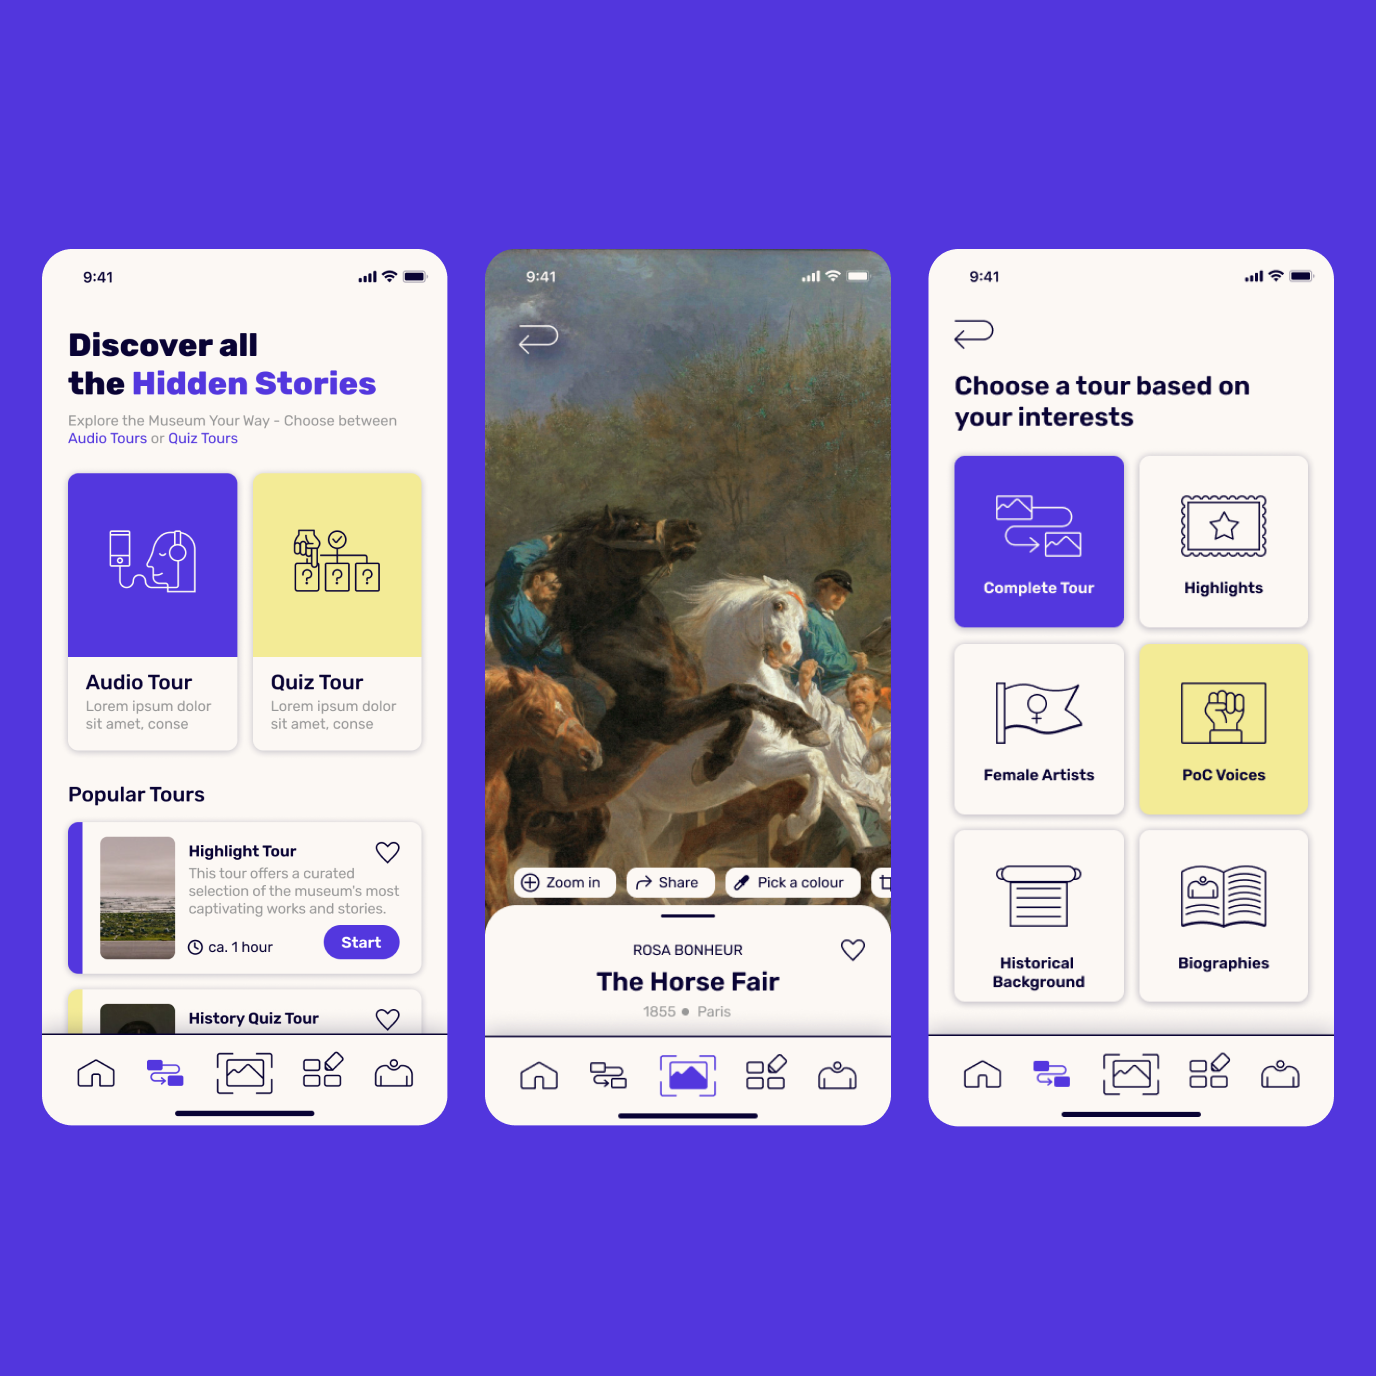 9:41
Discover all
the Hidden Stories
Explore the Museum Your Way - Choose between
Audio Tours or Quiz Tours
Audio Tour
Lorem ipsum dolor
sit amet, conse
? ? ?
Quiz Tour
Lorem ipsum dolor
sit amet, conse
Popular Tours
Highlight Tour
This tour offers a curated
selection of the museum's most
captivating works and stories.
ca. 1 hour
Start
History Quiz Tour
9:41
Zoom in
Share
Pick a colour
ROSA BONHEUR
The Horse Fair
1855 ● Paris
9:41
Choose a tour based on
your interests
Complete Tour
Highlights
Female Artists
PoC Voices
Historical
Background
Biographies